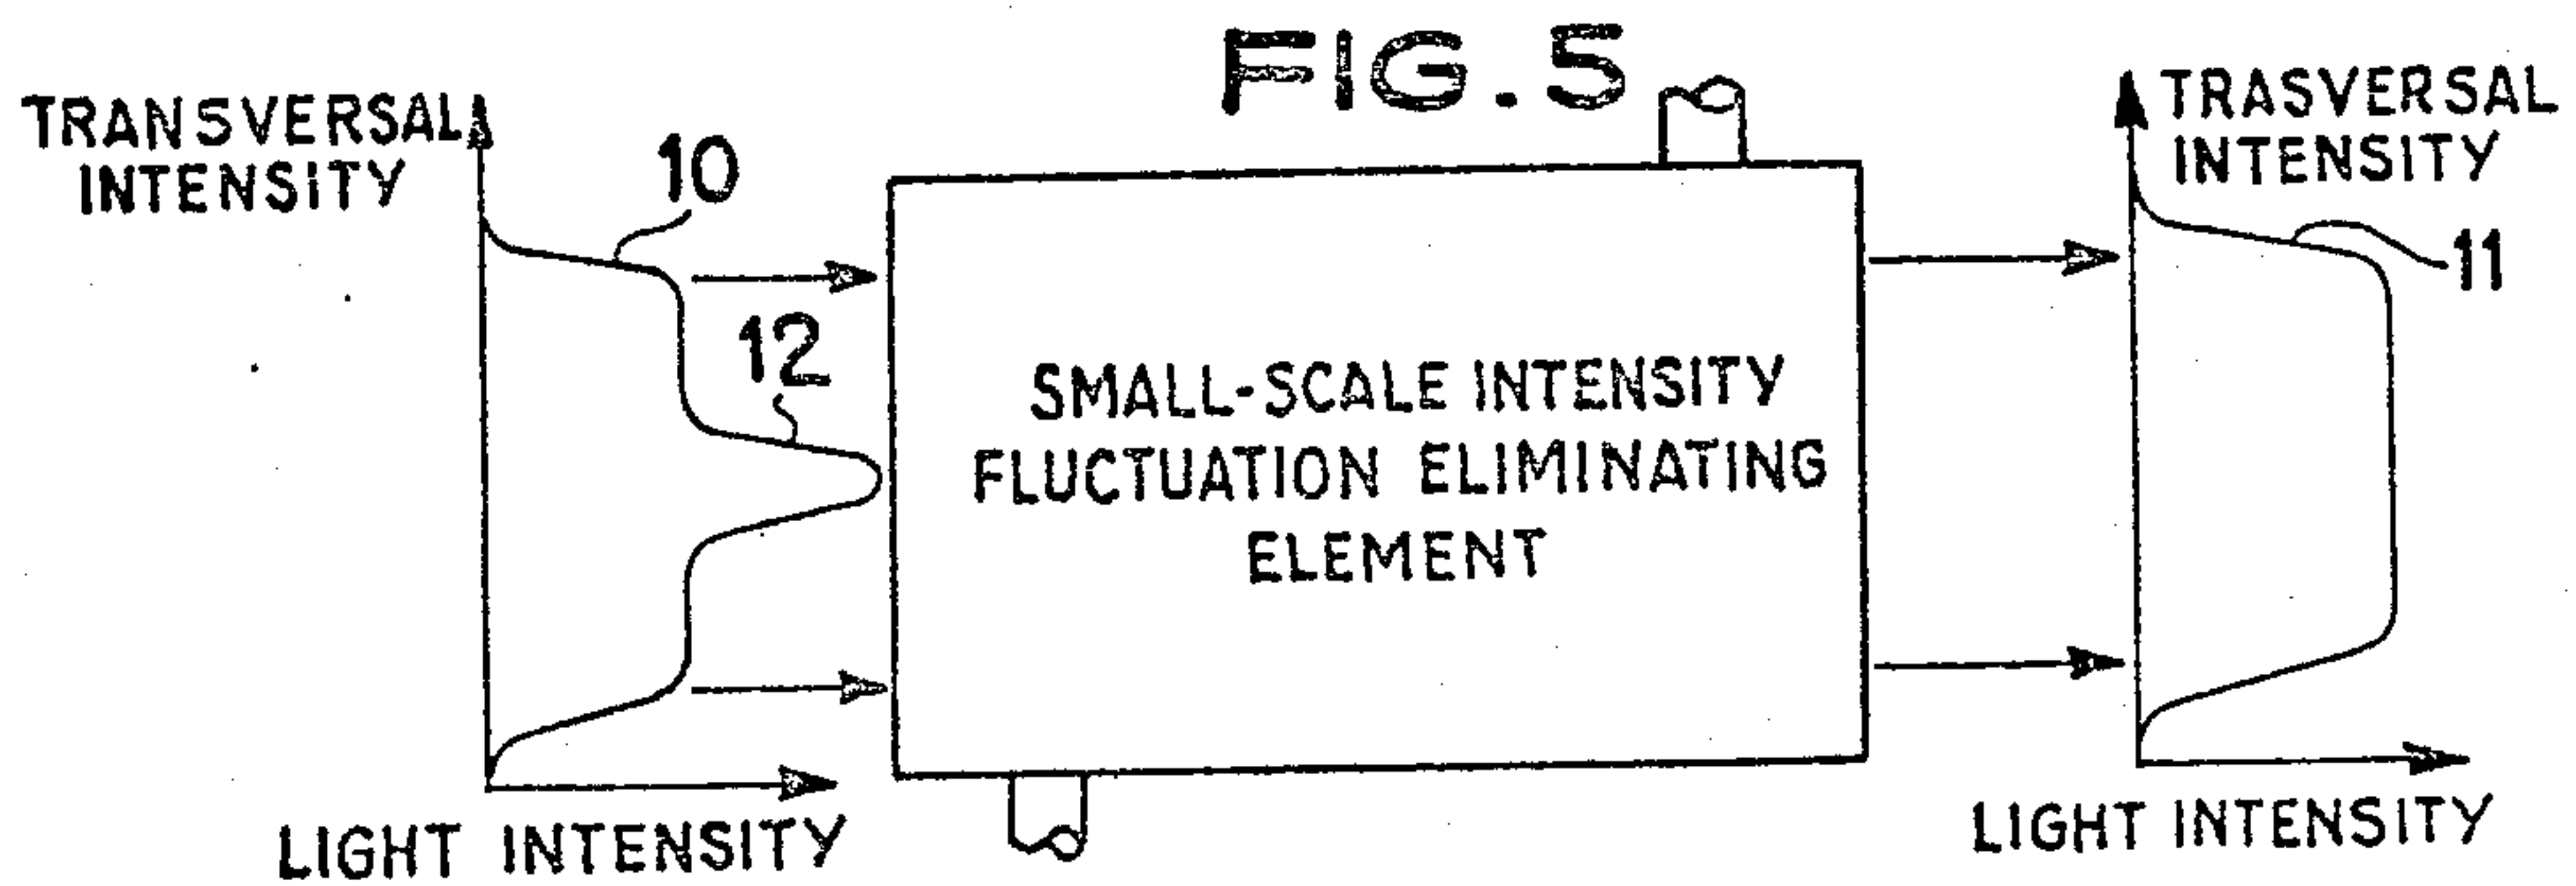 FIG. 5
TRANSVERSAL
INTENSITY
10
12
LIGHT INTENSITY
SMALL-SCALE INTENSITY
FLUCTUATION ELIMINATING
ELEMENT
TRASVERSAL
INTENSITY
11
LIGHT INTENSITY